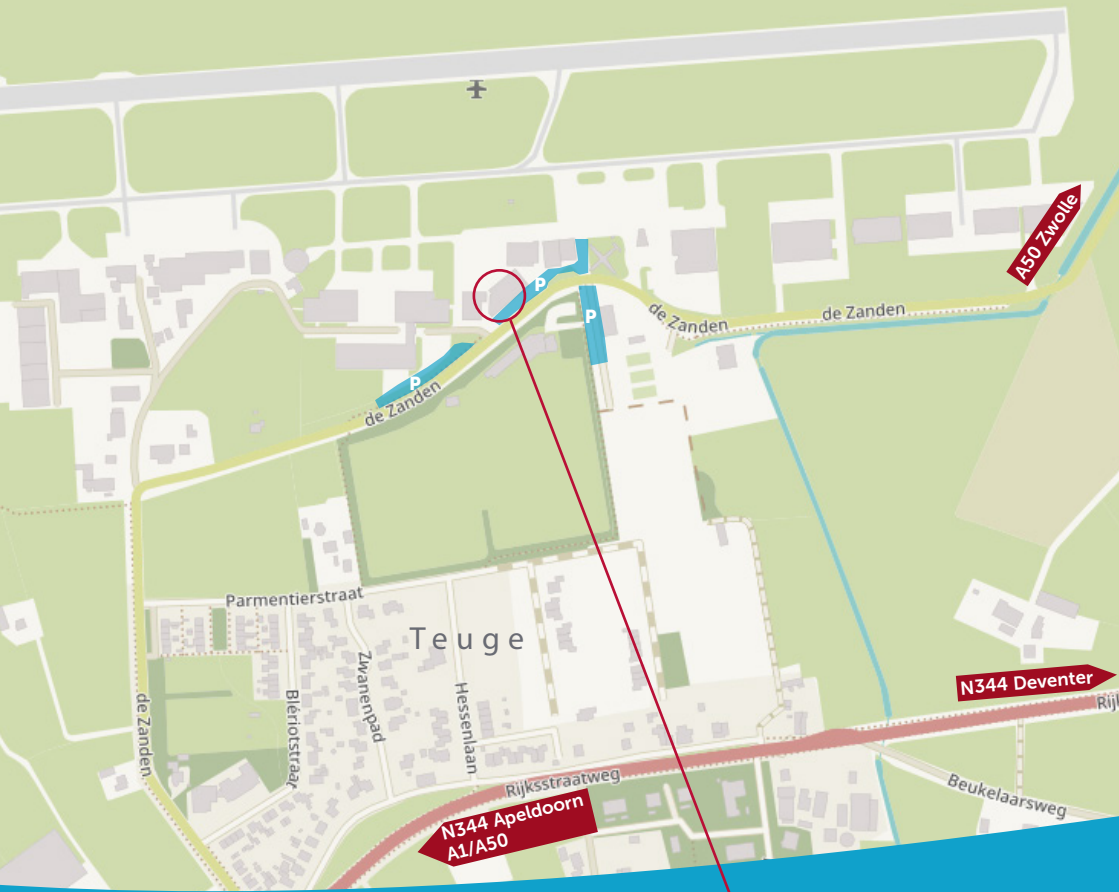 A50 Zwolle
P
P
de Zanden
de Zanden
P
de Zanden
Parmentierstraat
Teuge
de Zanden
Blériotstraat
Zwanenpad
Hessenlaan
N344 Deventer
Rij
Rijksstraatweg
Beukelaarsweg
N344 Apeldoorn
A1/A50